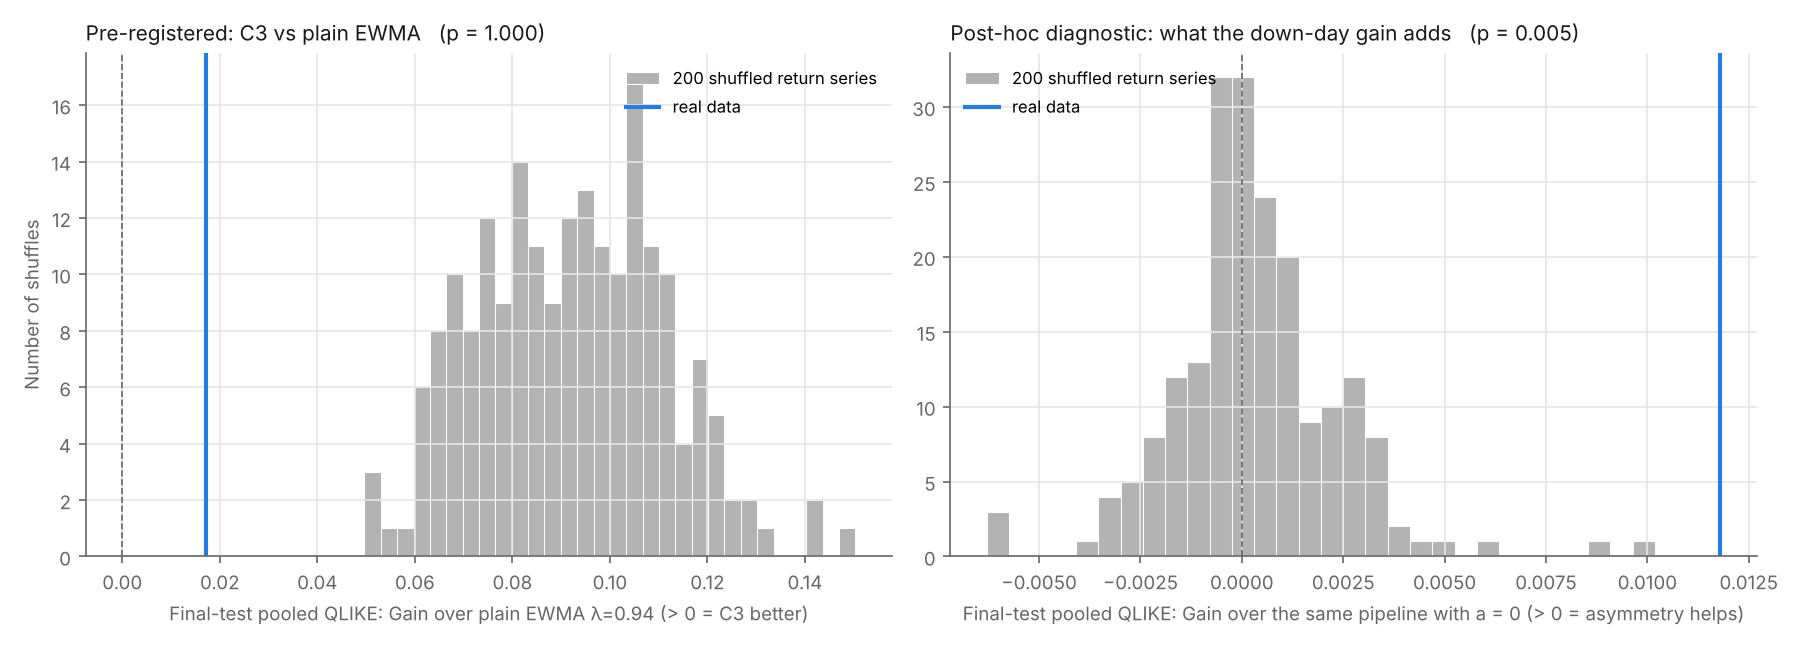 Pre-registered: C3 vs plain EWMA (p = 1.000)
200 shuffled return series
real data
Number of shuffles
16
14
12
10
8
6
4
2
0
0.00 0.02 0.04 0.06 0.08 0.10 0.12 0.14
Final-test pooled QLIKE: Gain over plain EWMA λ=0.94 (> 0 = C3 better)
Post-hoc diagnostic: what the down-day gain adds (p = 0.005)
200 shuffled return series
real data
30
25
20
15
10
5
0
−0.0050 −0.0025 0.0000 0.0025 0.0050 0.0075 0.0100 0.0125
Final-test pooled QLIKE: Gain over the same pipeline with a = 0 (> 0 = asymmetry helps)